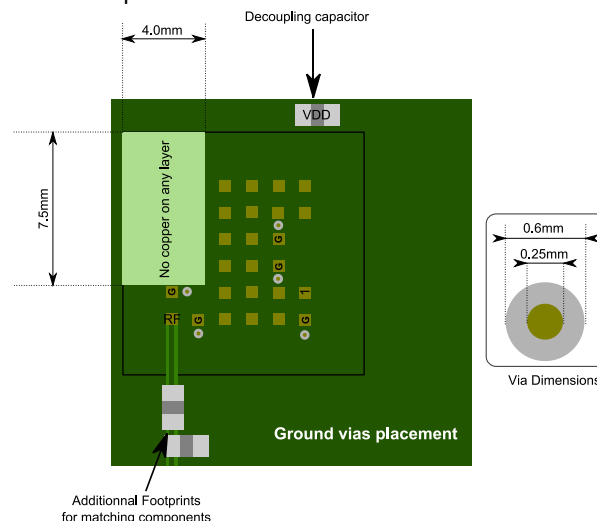 Decoupling capacitor
4.0mm
VDD
No copper on any layer
7.5mm
0.6mm
0.25mm
G
G
G
1
RF
G
G
Via Dimensions
Ground vias placement
Additionnal Footprints
for matching components